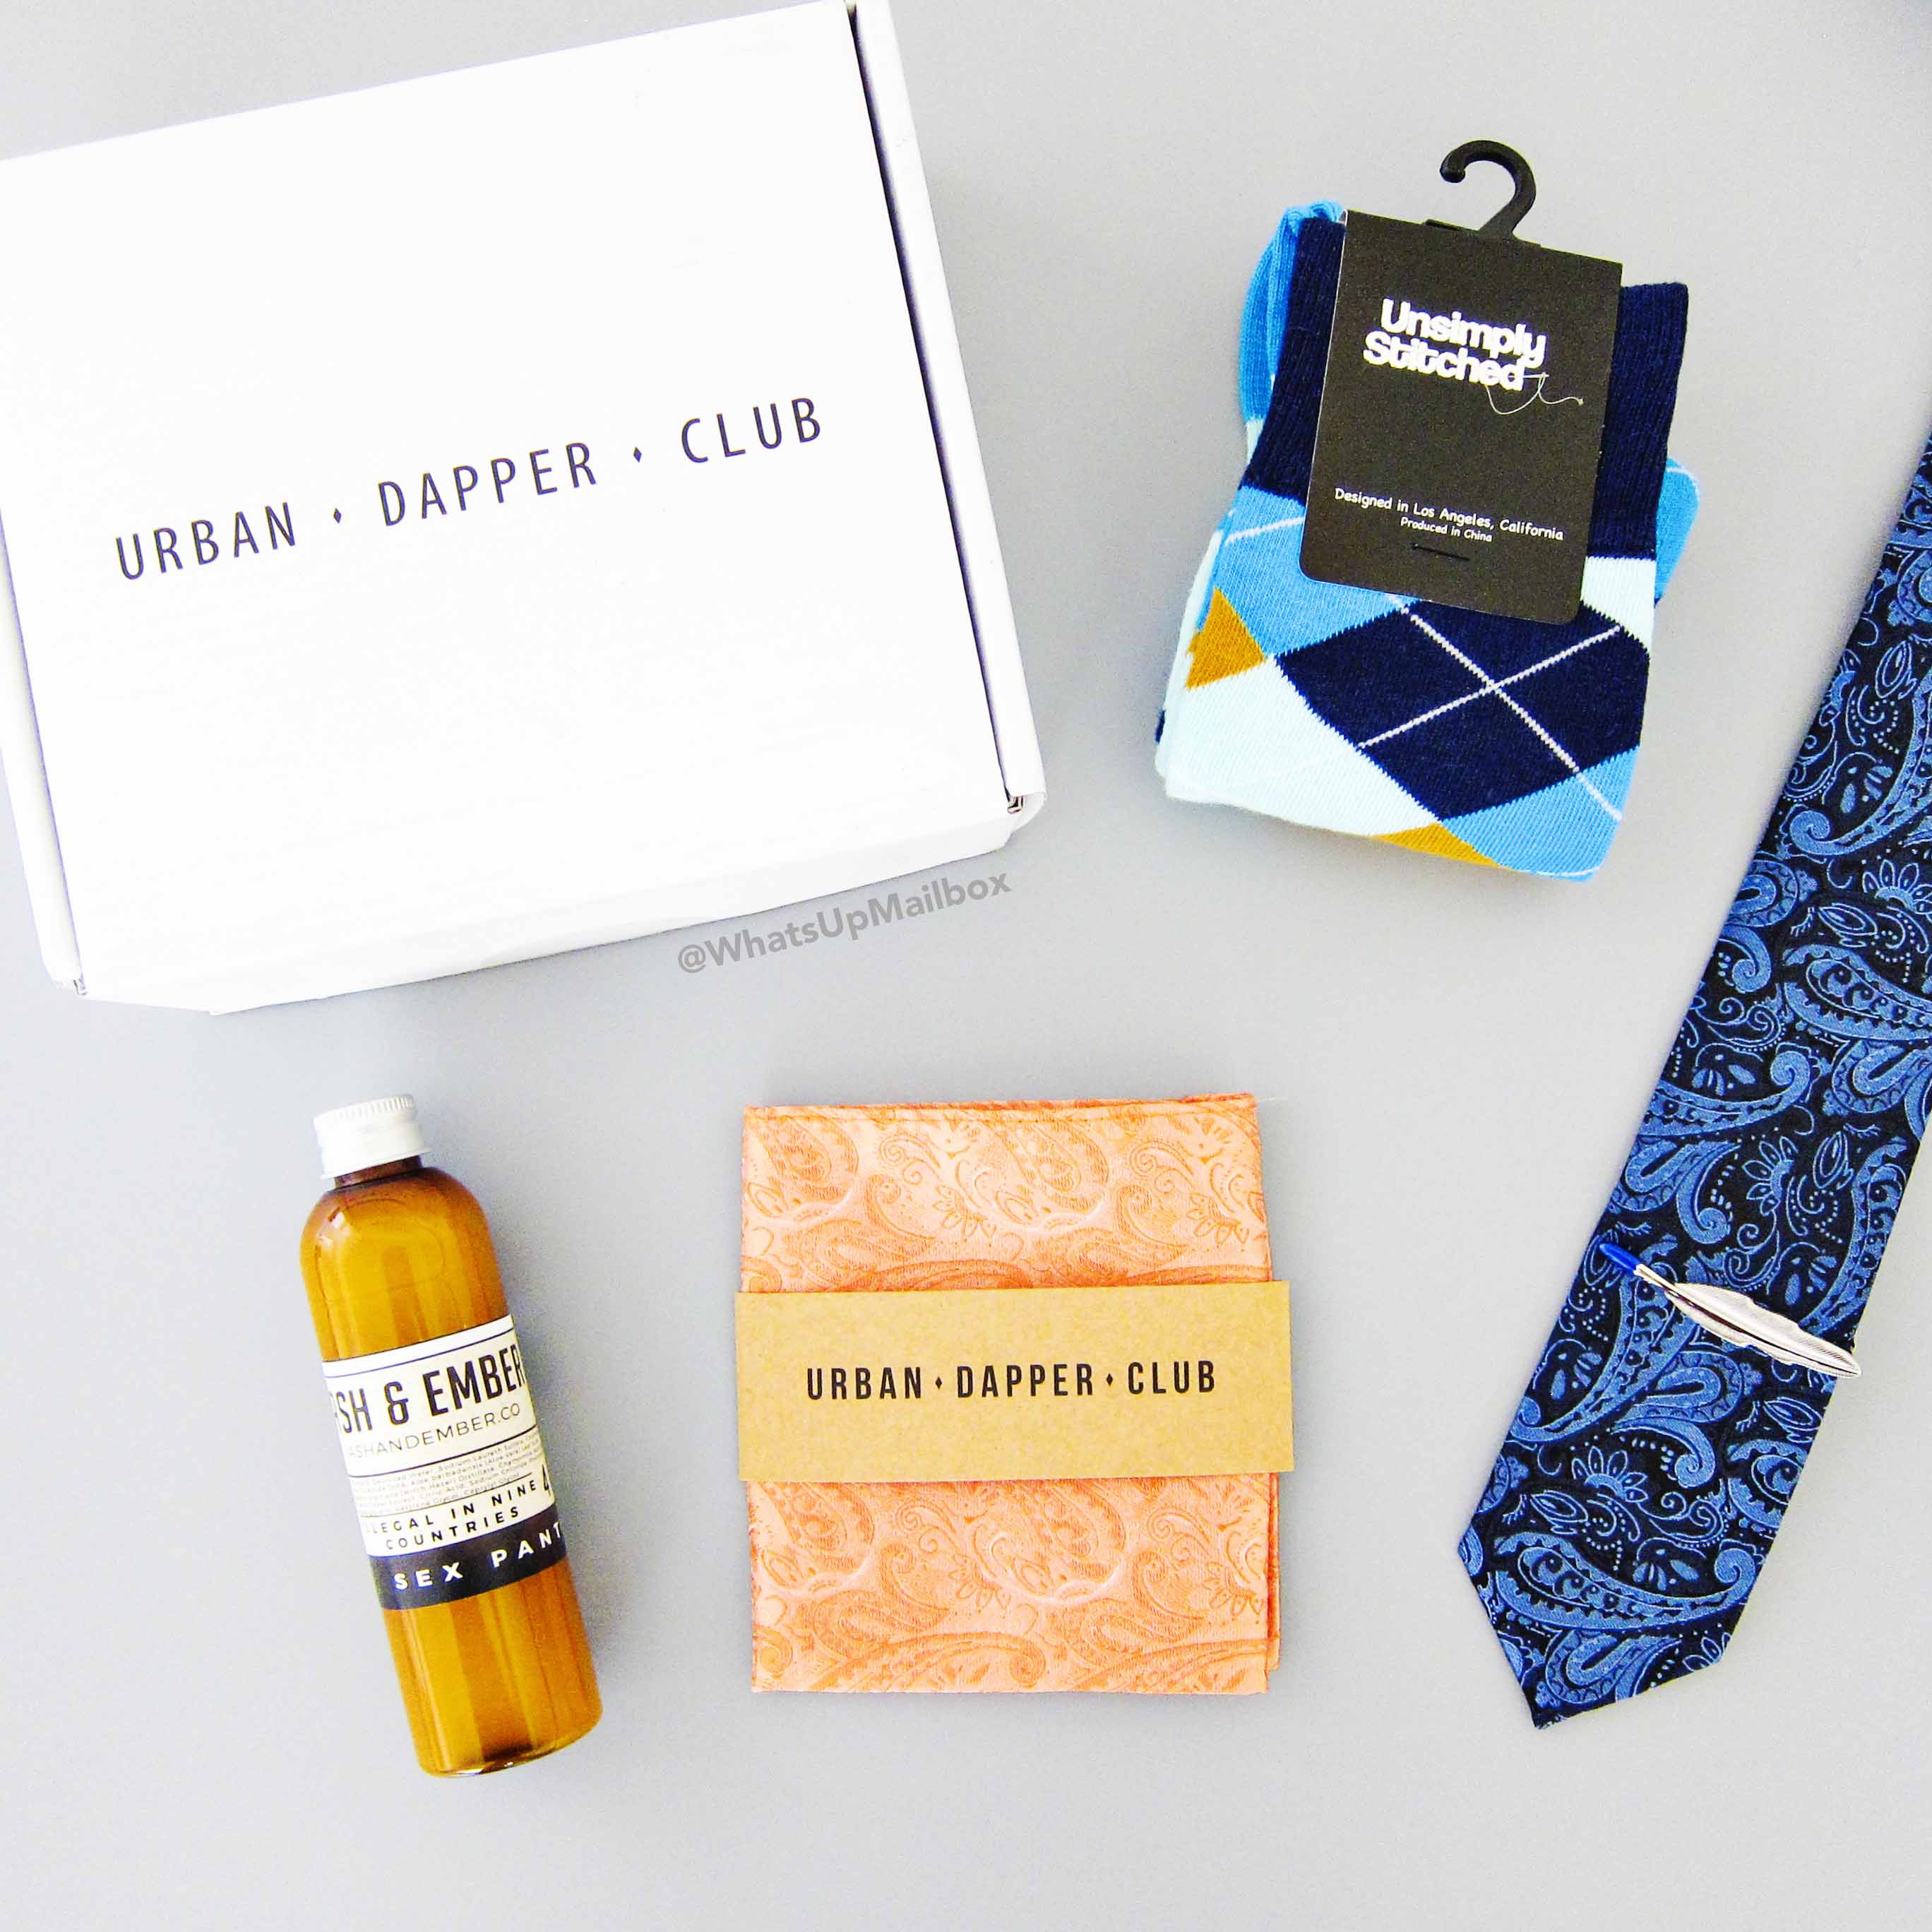 URBAN ⬧ DAPPER ⬧ CLUB
Unsimply
Stitched
Designed in Los Angeles, California
Produced in China
@WhatsUpMailbox
SH & EMBER
ASHANDEMBER.CO
LEGAL IN NINE
COUNTRIES
SEX PANT
URBAN ⬧ DAPPER ⬧ CLUB